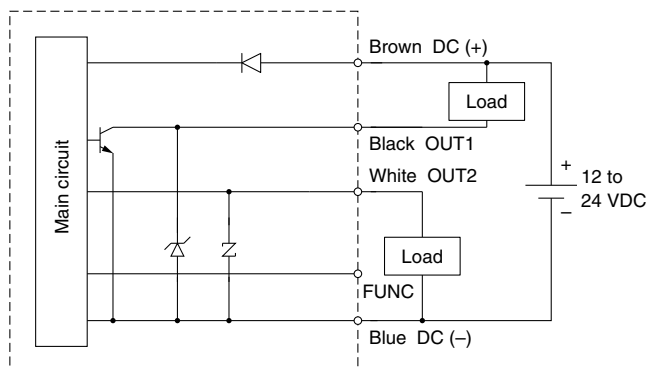 Brown DC (+)
Load
Black OUT1
Main circuit
White OUT2
+
12 to
24 VDC
–
Load
FUNC
Blue DC (–)